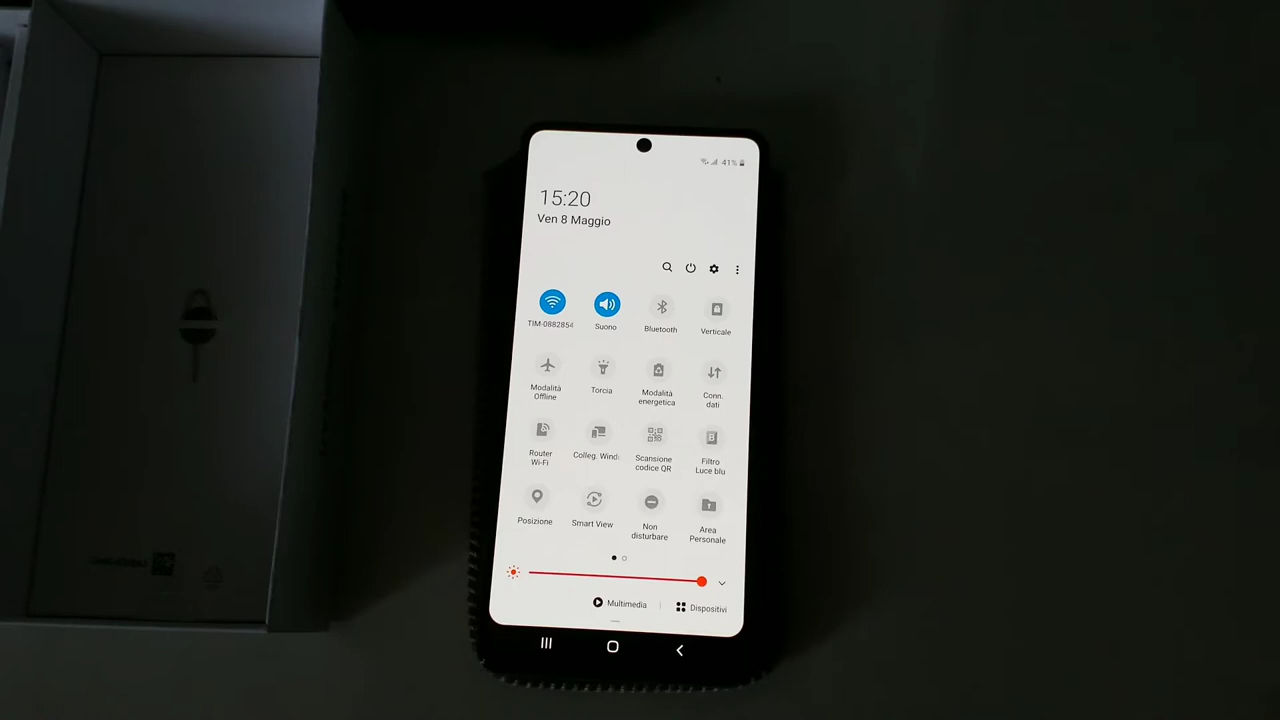 41%
15:20
Ven 8 Maggio
TIM-0882854
Suono
Bluetooth
Verticale
Modalità
Offline
Torcia
Modalità
energetica
Conn.
dati
Router
Wi-Fi
Colleg. Wind
Scansione
codice QR
Filtro
Luce blu
Posizione
Smart View
Non
disturbare
Area
Personale
Multimedia
Dispositivi